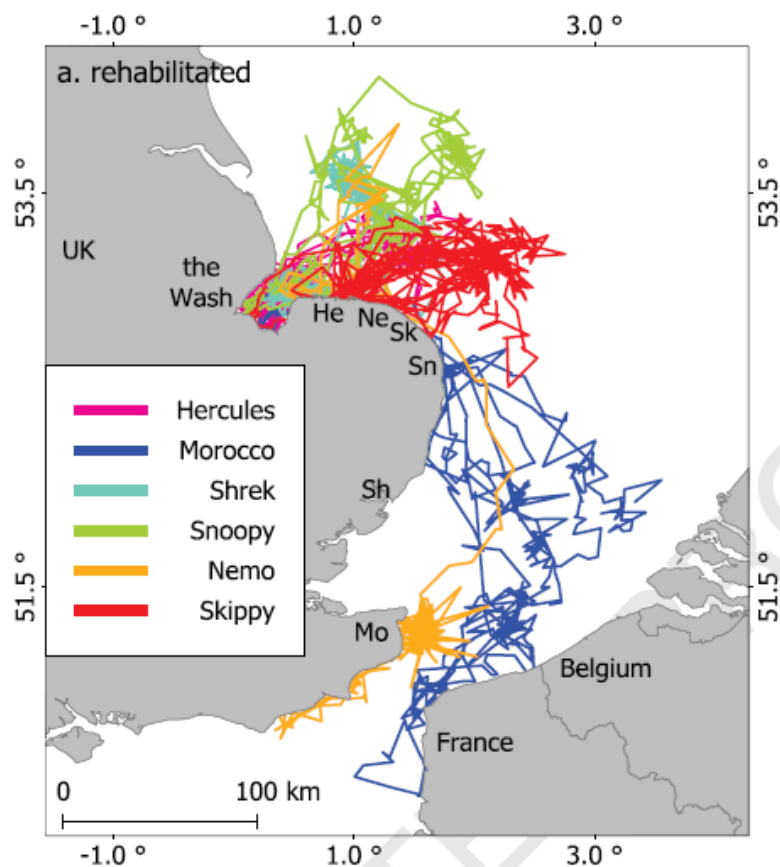 -1.0 °
1.0 °
3.0 °
a. rehabilitated
53.5 °
53.5 °
UK
the
Wash
He
Ne
Sk
Sn
Hercules
Morocco
Shrek
Snoopy
Nemo
Skippy
Sh
51.5 °
51.5 °
Mo
Belgium
France
0
100 km
-1.0 °
1.0 °
3.0 °